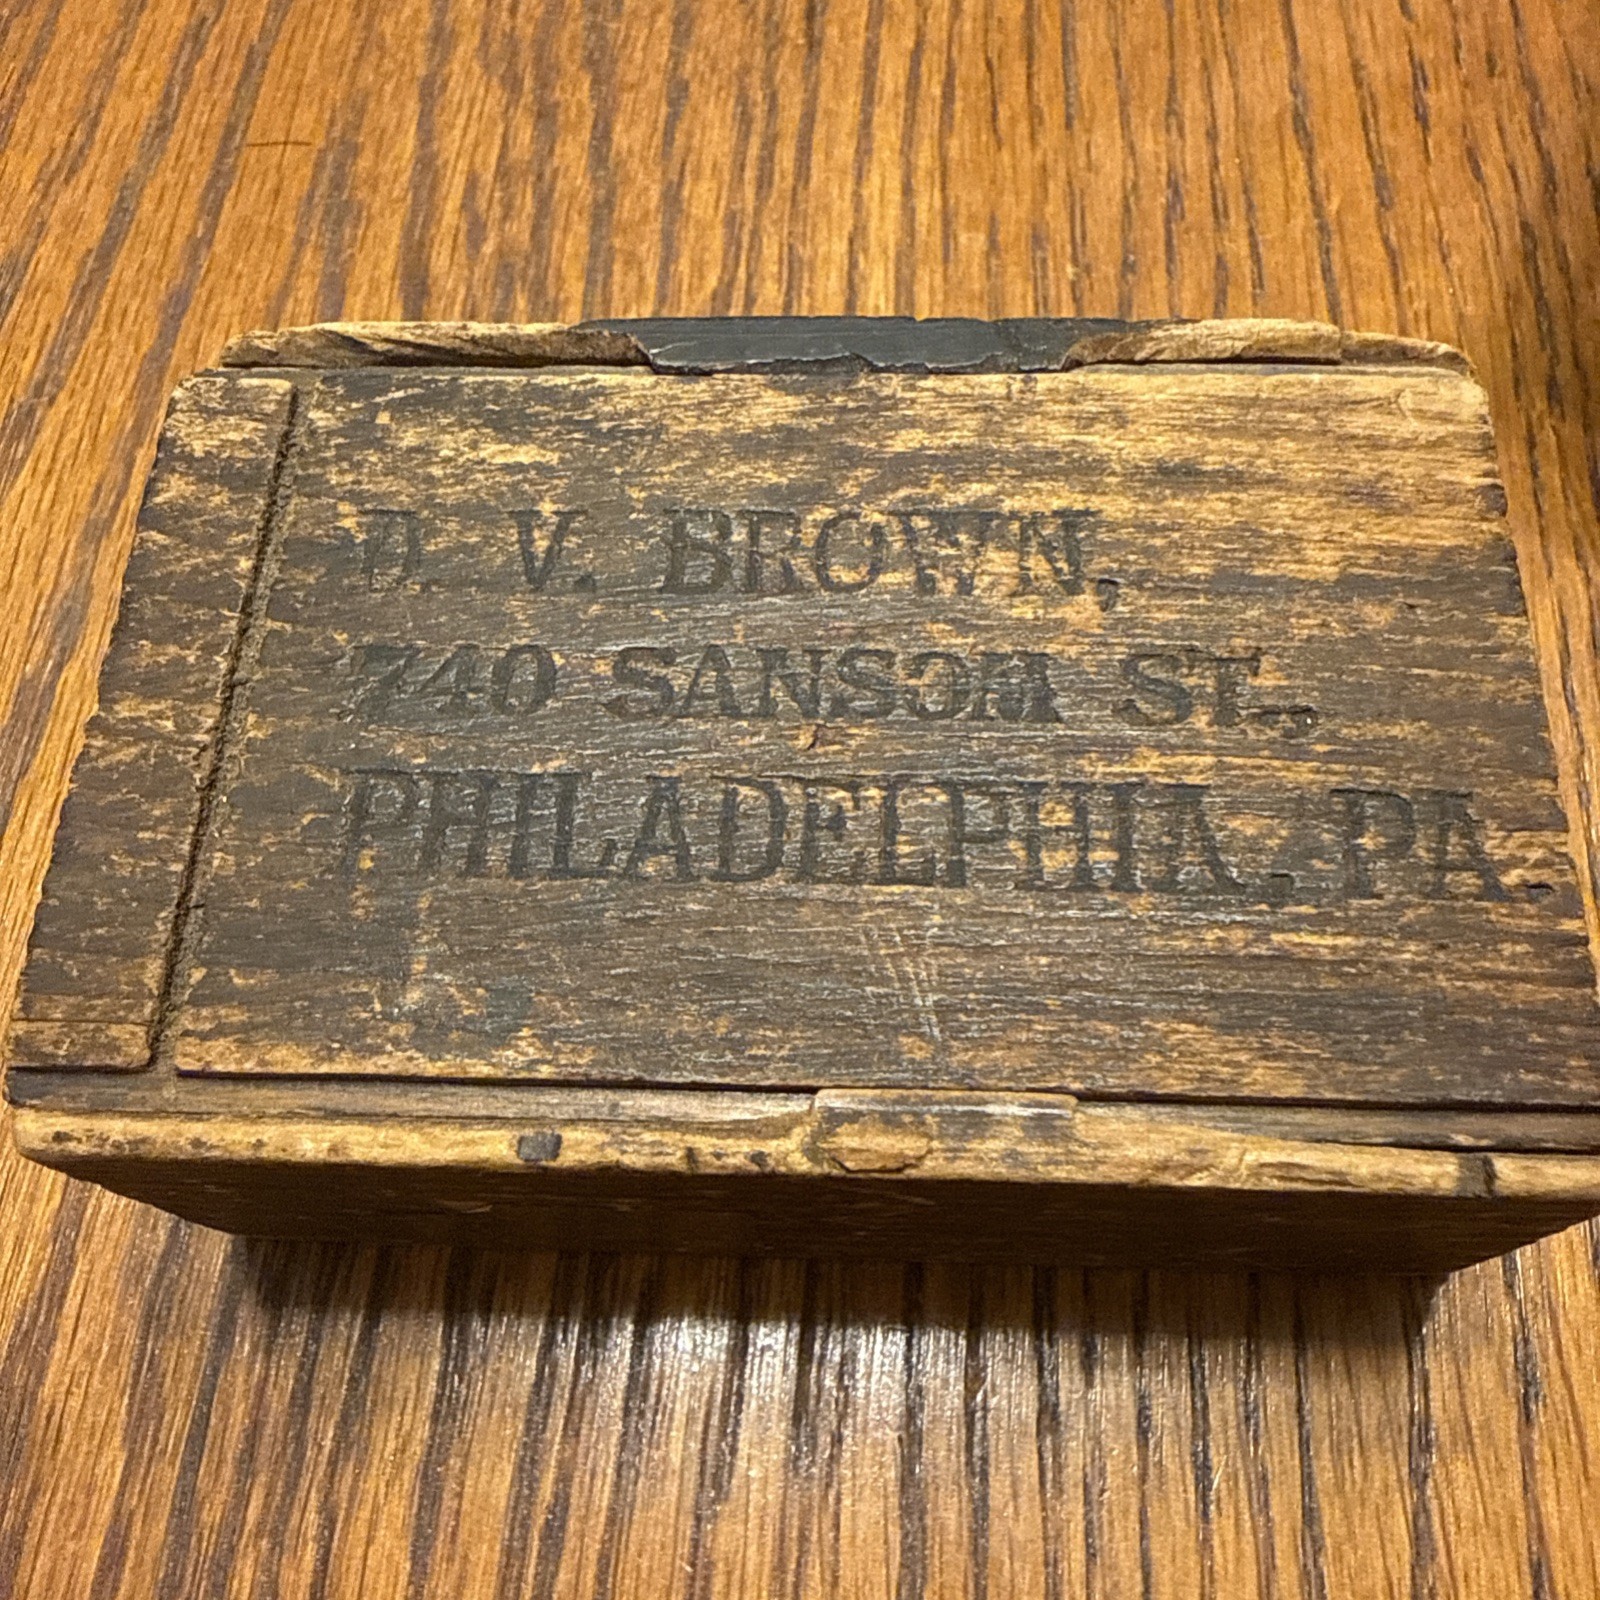 D. V. BROWN,
740 SANSOM ST.,
PHILADELPHIA, PA.